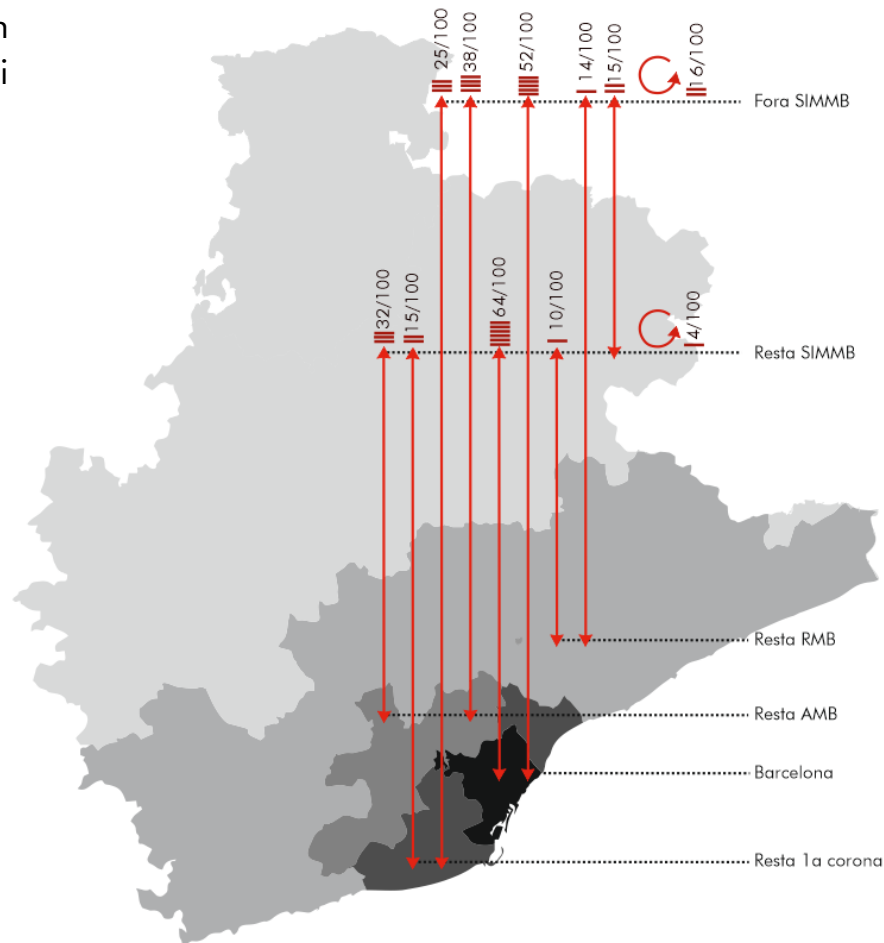 n
i
25/100
38/100
52/100
14/100
15/100
16/100
Fora SIMMB
32/100
15/100
64/100
10/100
4/100
Resta SIMMB
Resta RMB
Resta AMB
Barcelona
Resta 1a corona